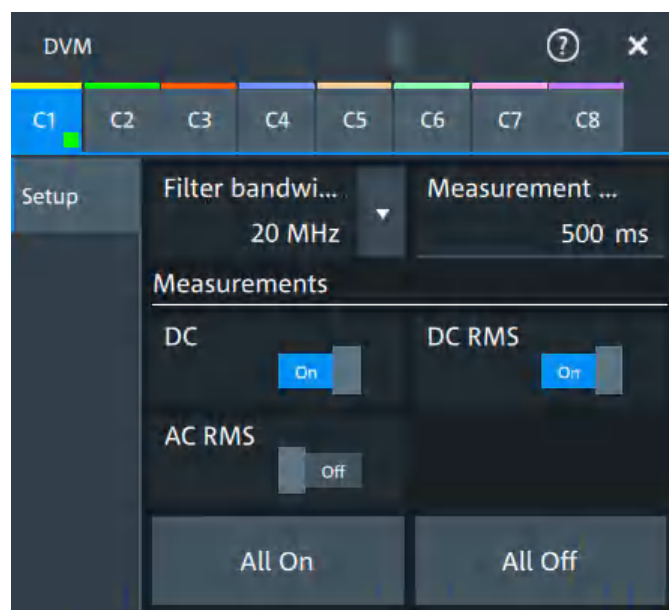 DVM ? ×
C1 C2 C3 C4 C5 C6 C7 C8
Setup
Filter bandwi... Measurement ...
20 MHz 500 ms
Measurements
DC DC RMS
On On
AC RMS
Off
All On All Off